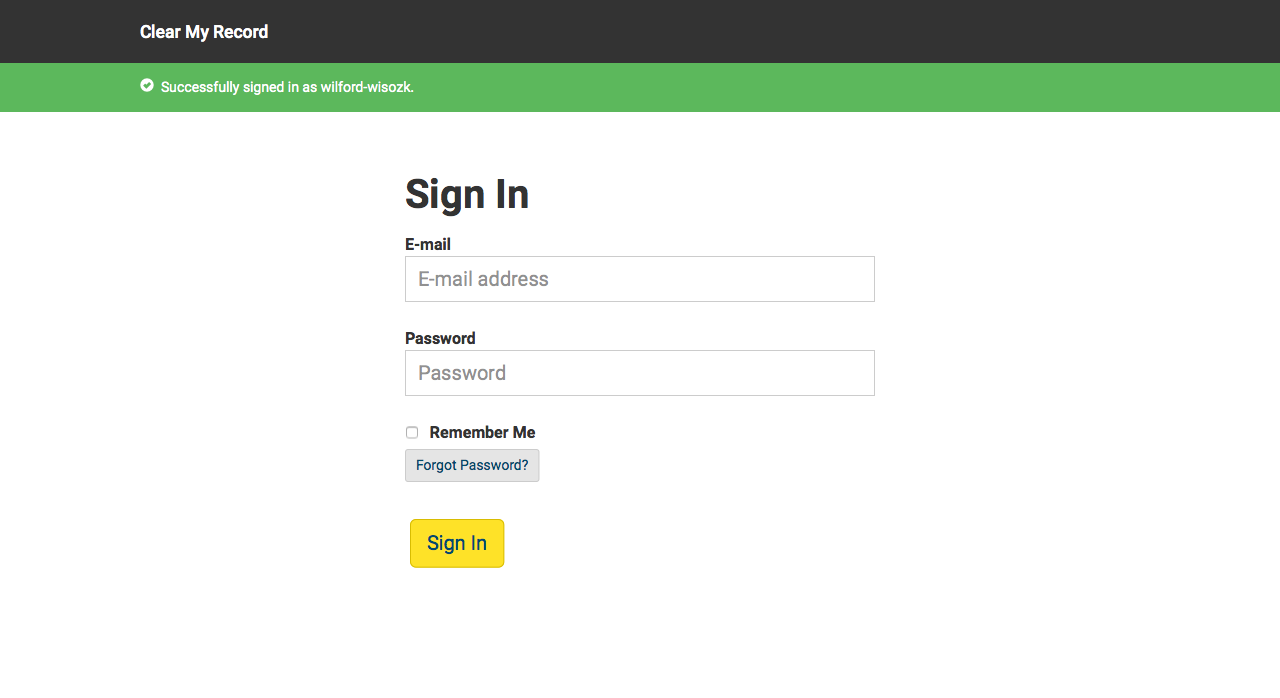 Clear My Record
Successfully signed in as wilford-wisozk.
Sign In
E-mail
E-mail address
Password
Password
Remember Me
Forgot Password?
Sign In